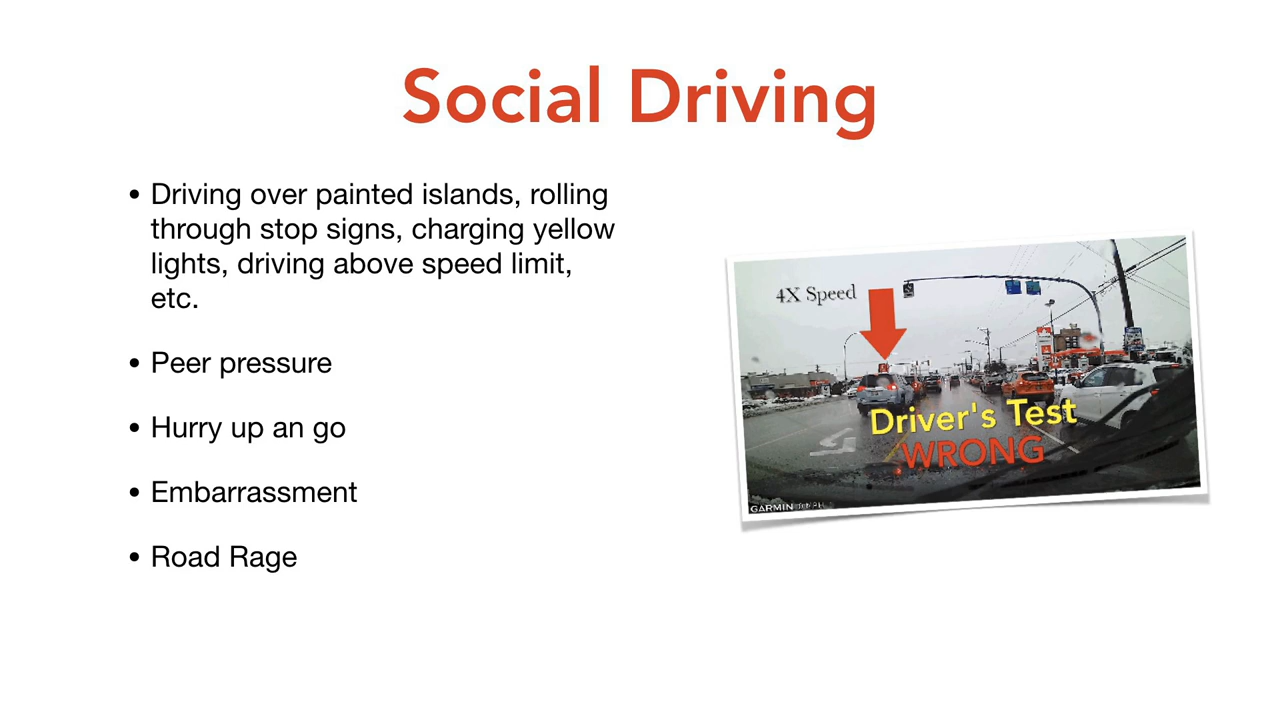 Social Driving
• Driving over painted islands, rolling
through stop signs, charging yellow
lights, driving above speed limit,
etc.
• Peer pressure
• Hurry up an go
• Embarrassment
• Road Rage
4X Speed
Driver's Test
WRONG
GARMIN